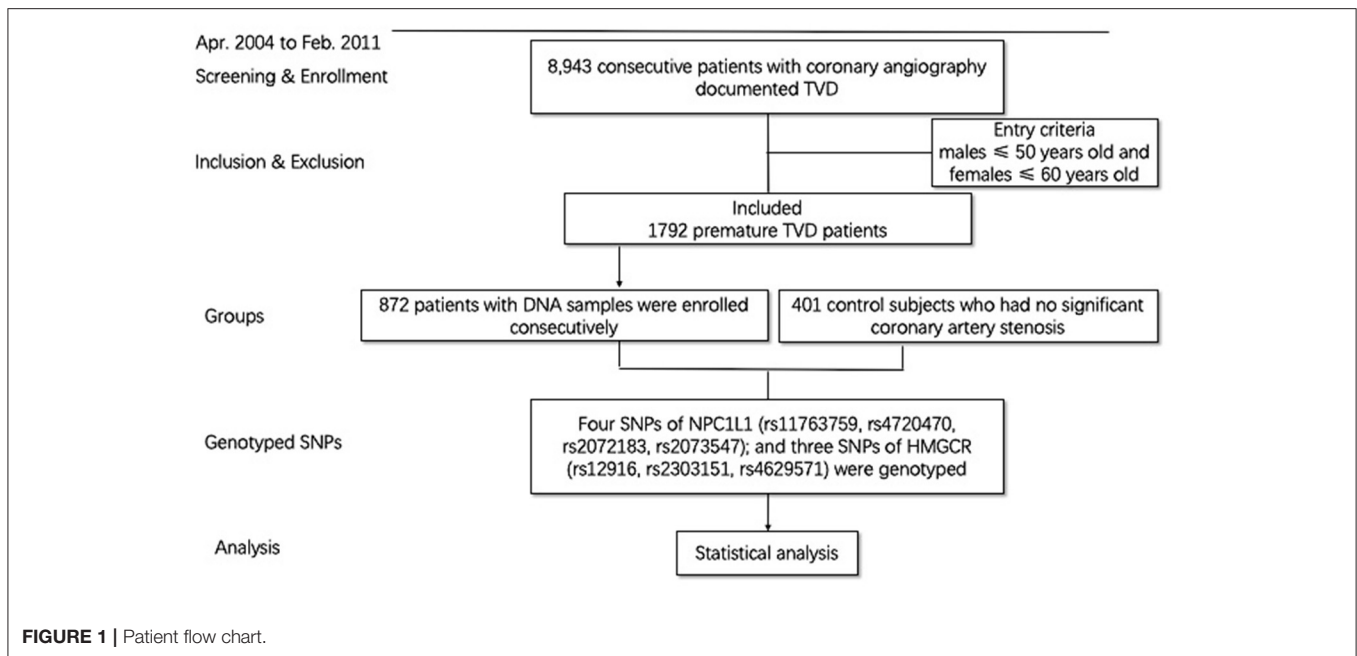 Apr. 2004 to Feb. 2011
Screening & Enrollment
8,943 consecutive patients with coronary angiography
documented TVD
Entry criteria
males ≤ 50 years old and
females ≤ 60 years old
Inclusion & Exclusion
Included
1792 premature TVD patients
Groups
872 patients with DNA samples were enrolled
consecutively
401 control subjects who had no significant
coronary artery stenosis
Genotyped SNPs
Four SNPs of NPC1L1 (rs11763759, rs4720470,
rs2072183, rs2073547); and three SNPs of HMGCR
(rs12916, rs2303151, rs4629571) were genotyped
Analysis
Statistical analysis
FIGURE 1 | Patient flow chart.